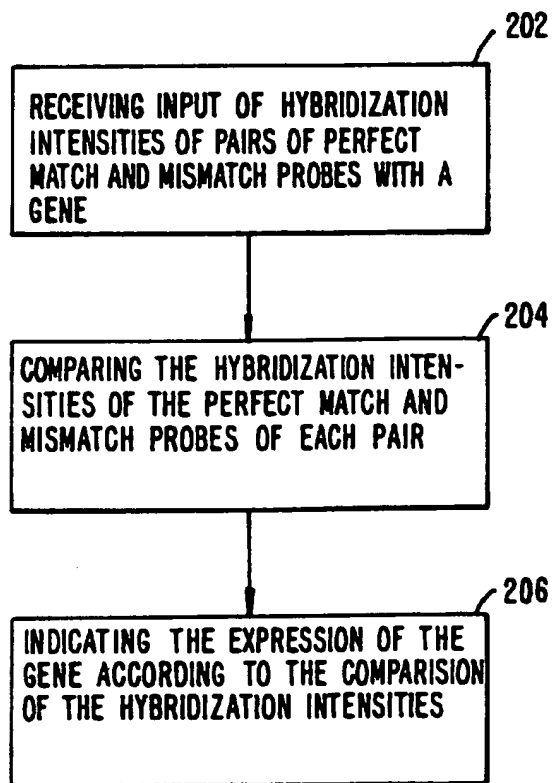 202
RECEIVING INPUT OF HYBRIDIZATION
INTENSITIES OF PAIRS OF PERFECT
MATCH AND MISMATCH PROBES WITH A
GENE
204
COMPARING THE HYBRIDIZATION INTEN-
SITIES OF THE PERFECT MATCH AND
MISMATCH PROBES OF EACH PAIR
206
INDICATING THE EXPRESSION OF THE
GENE ACCORDING TO THE COMPARISION
OF THE HYBRIDIZATION INTENSITIES